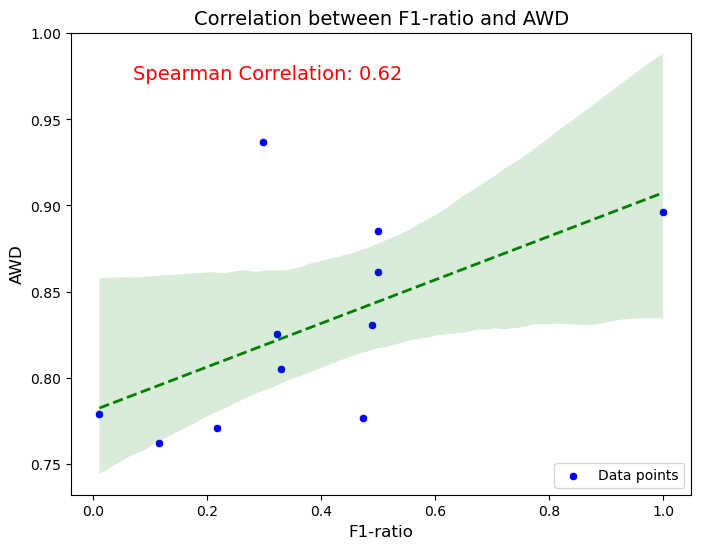 Correlation between F1-ratio and AWD
Spearman Correlation: 0.62
AWD
1.00
0.95
0.90
0.85
0.80
0.75
Data points
0.0 0.2 0.4 0.6 0.8 1.0
F1-ratio